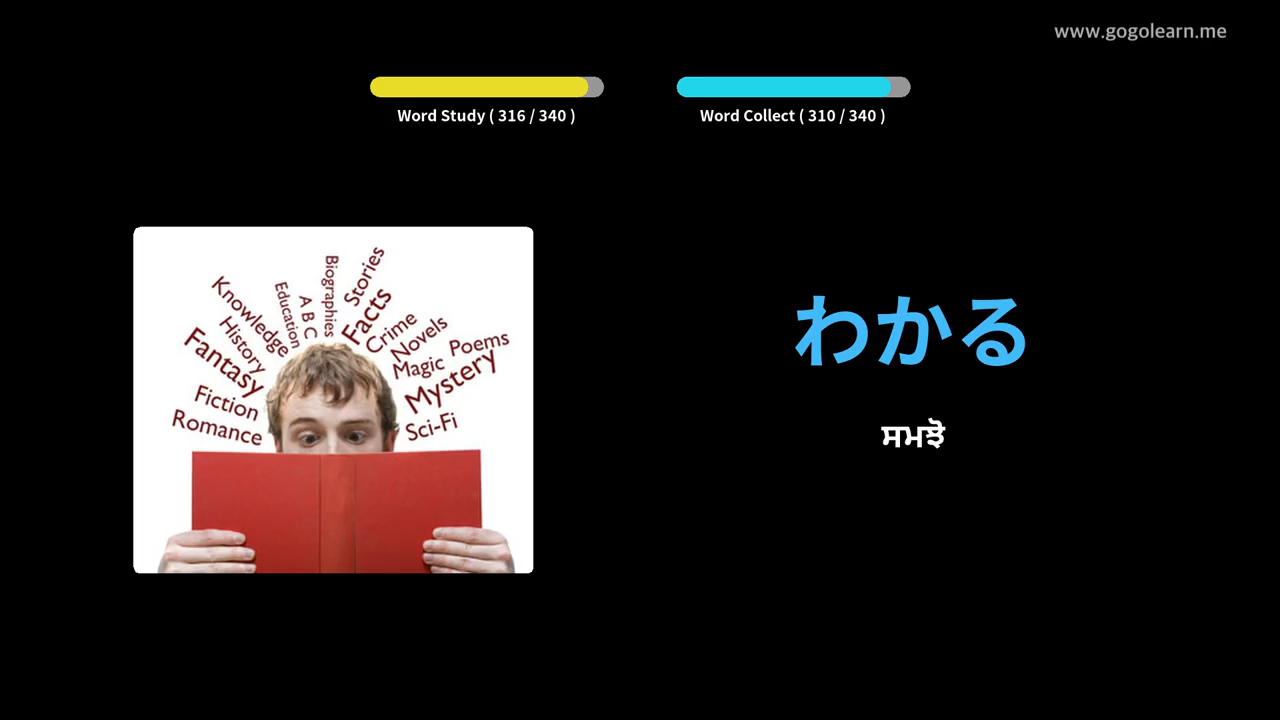 www.gogolearn.me
Word Study ( 316 / 340 )
Word Collect ( 310 / 340 )
Stories
Biographies
Facts
A B C
Education
Knowledge
Crime
History
Novels
Poems
Fantasy
Magic
Mystery
Fiction
Romance
Sci-Fi
わかる
ਸਮਝੋ